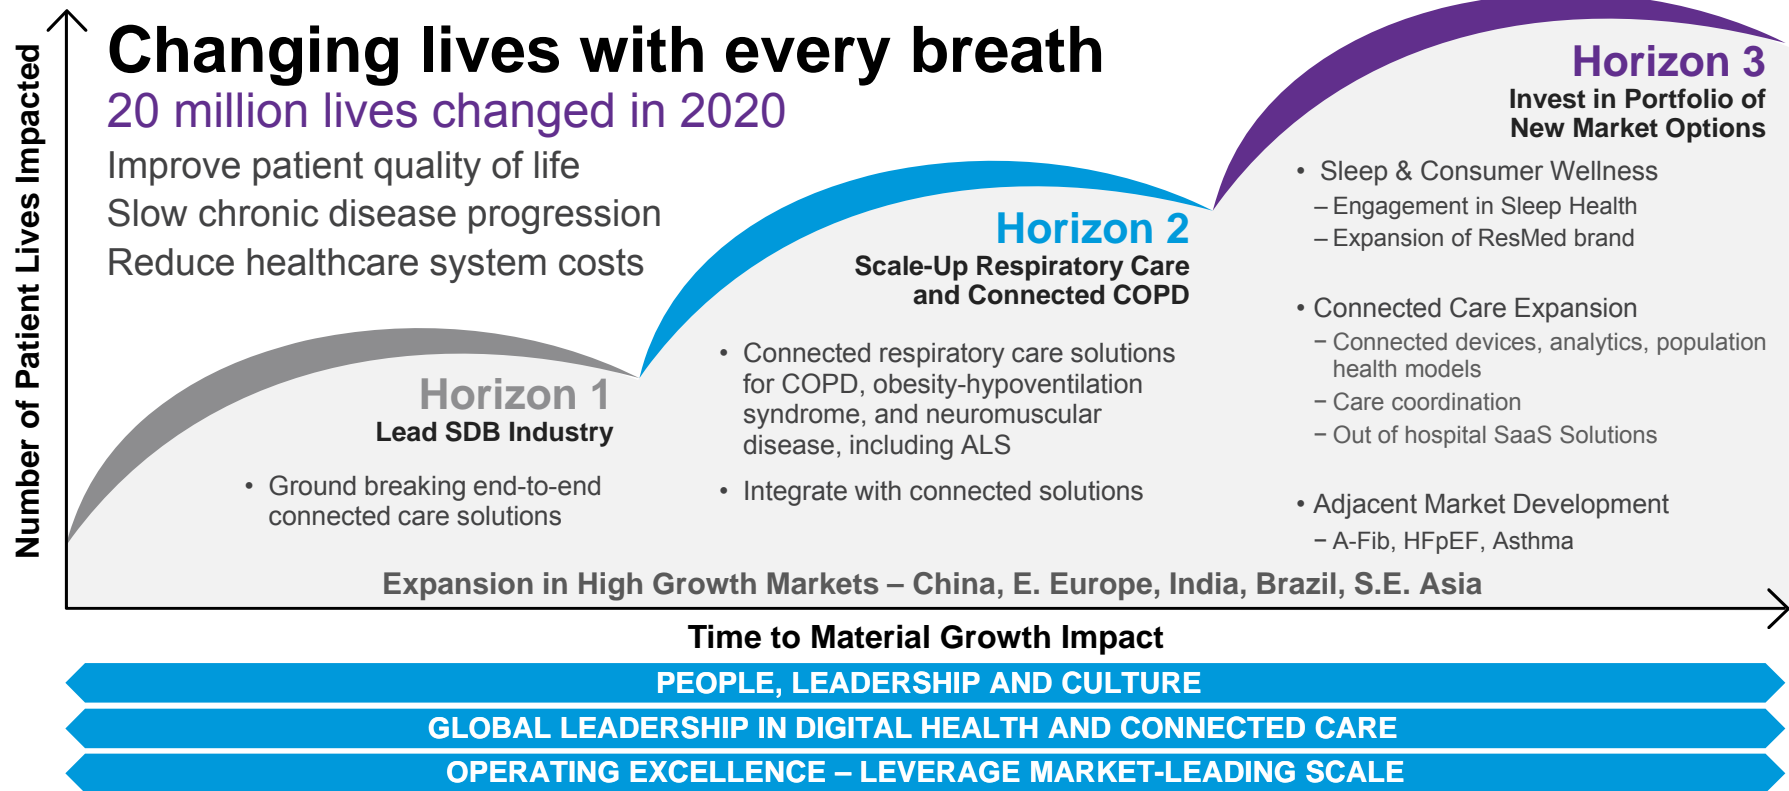 Number of Patient Lives Impacted
Changing lives with every breath
20 million lives changed in 2020
Improve patient quality of life
Slow chronic disease progression
Reduce healthcare system costs
Horizon 1
Lead SDB Industry
• Ground breaking end-to-end
connected care solutions
Horizon 2
Scale-Up Respiratory Care
and Connected COPD
• Connected respiratory care solutions
for COPD, obesity-hypoventilation
syndrome, and neuromuscular
disease, including ALS
• Integrate with connected solutions
Horizon 3
Invest in Portfolio of
New Market Options
• Sleep & Consumer Wellness
– Engagement in Sleep Health
– Expansion of ResMed brand
• Connected Care Expansion
− Connected devices, analytics, population
health models
− Care coordination
− Out of hospital SaaS Solutions
• Adjacent Market Development
− A-Fib, HFpEF, Asthma
Expansion in High Growth Markets – China, E. Europe, India, Brazil, S.E. Asia
Time to Material Growth Impact
PEOPLE, LEADERSHIP AND CULTURE
GLOBAL LEADERSHIP IN DIGITAL HEALTH AND CONNECTED CARE
OPERATING EXCELLENCE – LEVERAGE MARKET-LEADING SCALE